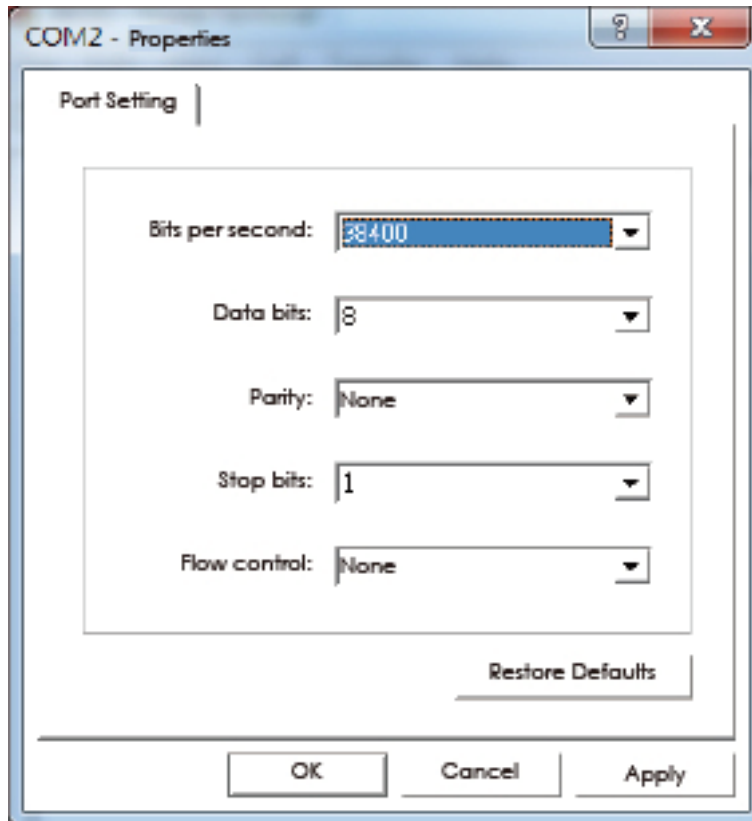 COM2 - Properties
Port Setting
Bits per second: 38400
Data bits: 8
Parity: None
Stop bits: 1
Flow control: None
Restore Defaults
OK Cancel Apply